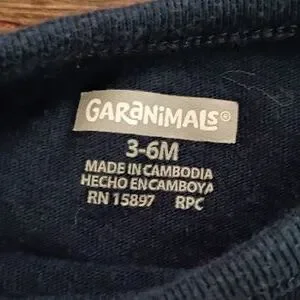 GARANIMALS®
3-6M
MADE IN CAMBODIA
HECHO EN CAMBOYA
RN 15897 RPC